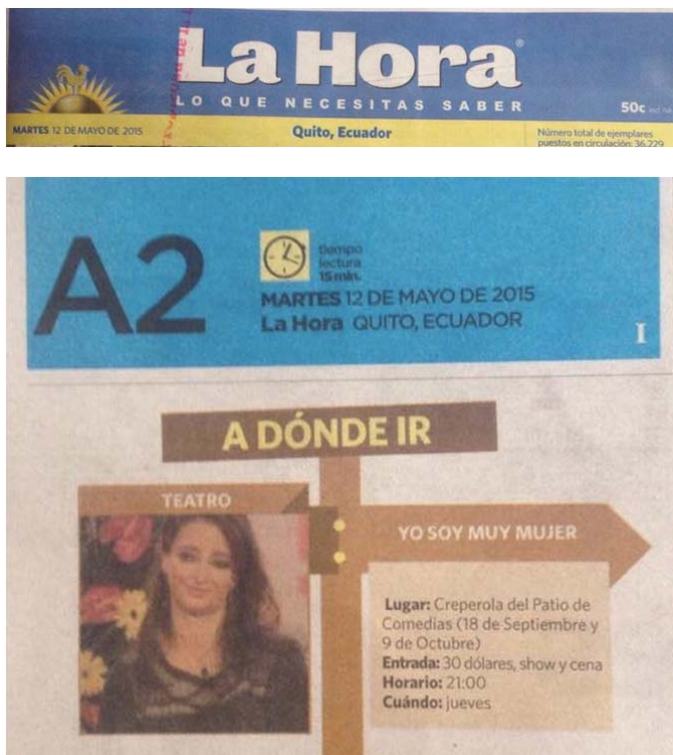 La Hora
LO QUE NECESITAS SABER
50c
MARTES 12 DE MAYO DE 2015
Quito, Ecuador
Número total de ejemplares
puestos en circulación: 36.229
A2
tiempo
lectura
15 min.
MARTES 12 DE MAYO DE 2015
La Hora QUITO, ECUADOR
I
A DÓNDE IR
TEATRO
YO SOY MUY MUJER
Lugar: Creperola del Patio de
Comedias (18 de Septiembre y
9 de Octubre)
Entrada: 30 dólares, show y cena
Horario: 21:00
Cuándo: jueves